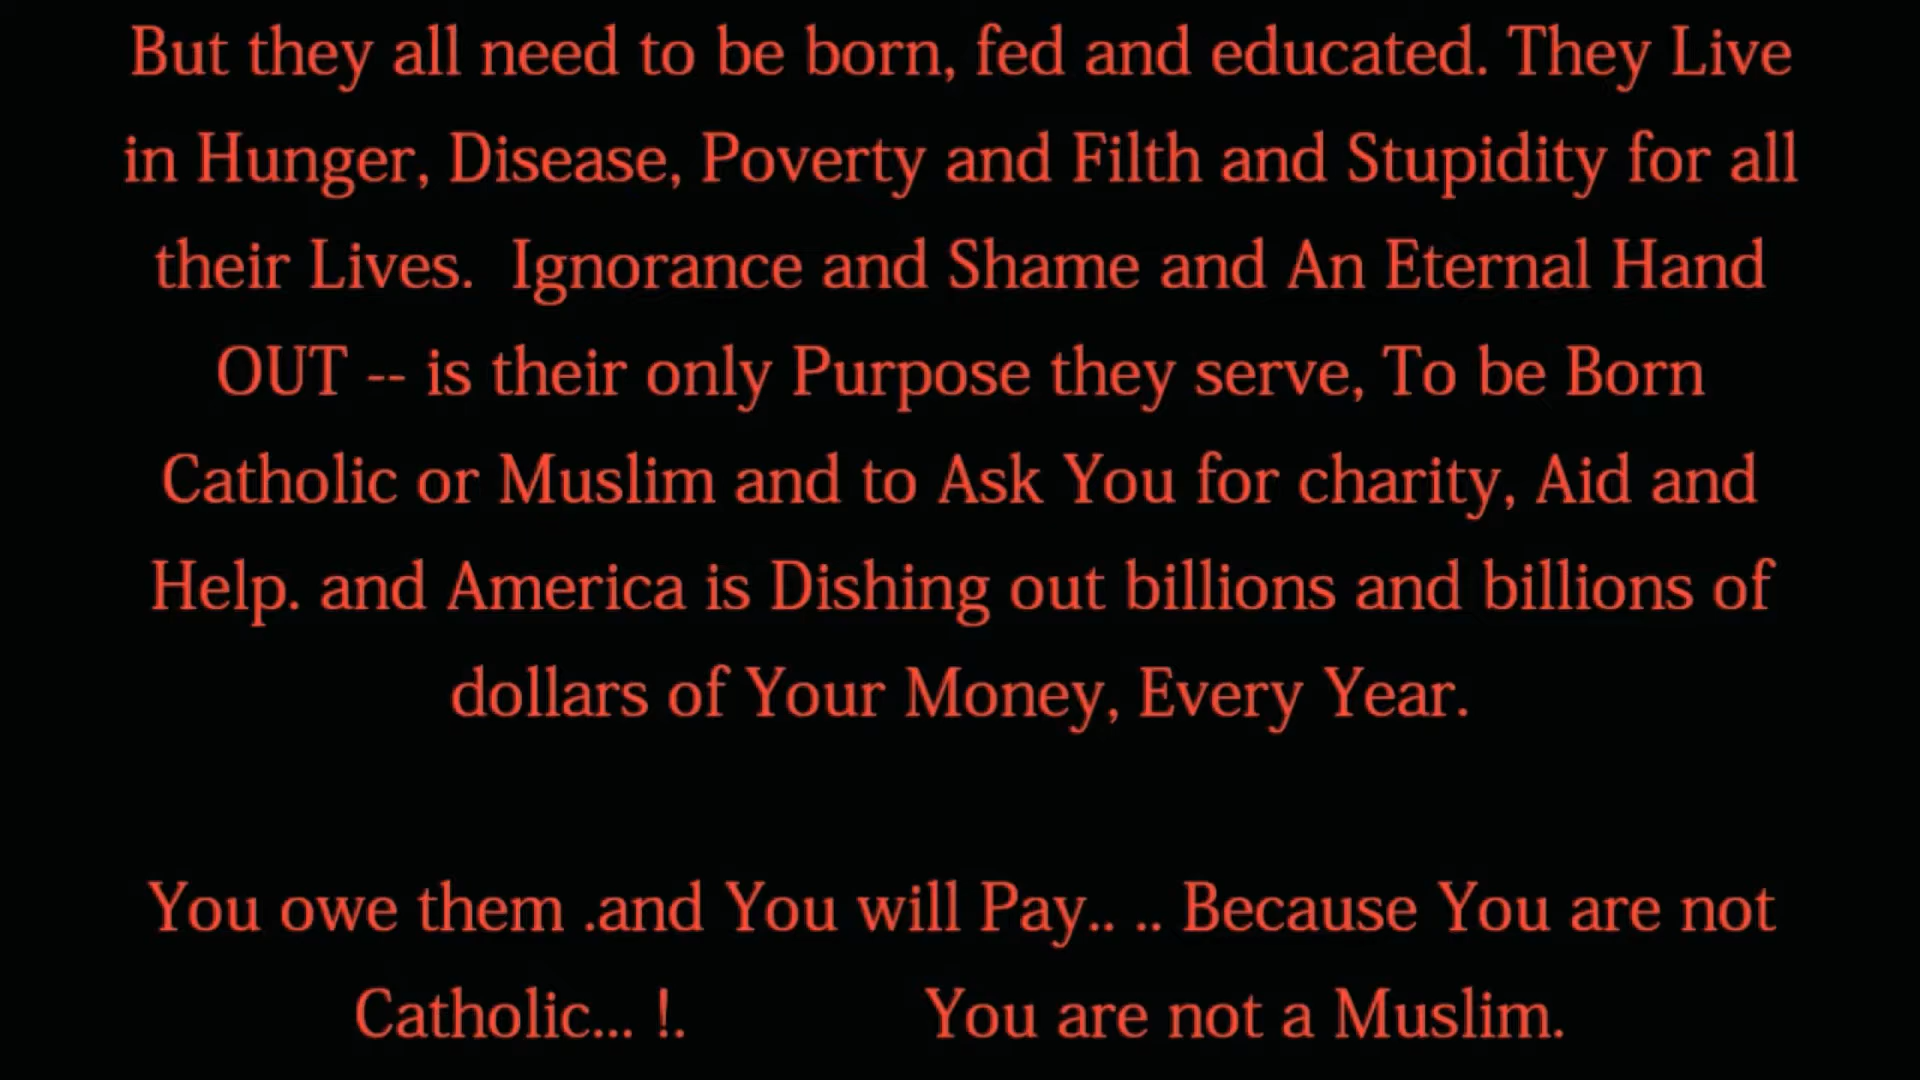 But they all need to be born, fed and educated. They Live
in Hunger, Disease, Poverty and Filth and Stupidity for all
their Lives.  Ignorance and Shame and An Eternal Hand
OUT -- is their only Purpose they serve, To be Born
Catholic or Muslim and to Ask You for charity, Aid and
Help. and America is Dishing out billions and billions of
dollars of Your Money, Every Year.
You owe them .and You will Pay.. .. Because You are not
Catholic... !. You are not a Muslim.